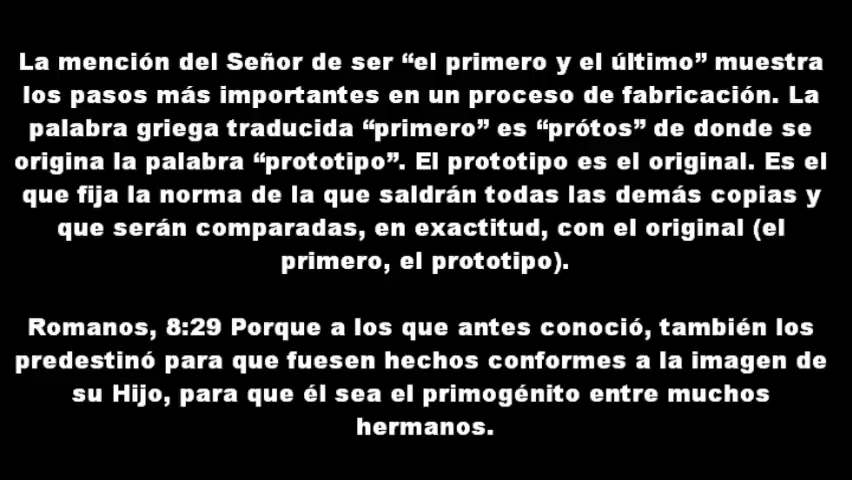 La mención del Señor de ser “el primero y el último” muestra
los pasos más importantes en un proceso de fabricación. La
palabra griega traducida “primero” es “prótos” de donde se
origina la palabra “prototipo”. El prototipo es el original. Es el
que fija la norma de la que saldrán todas las demás copias y
que serán comparadas, en exactitud, con el original (el
primero, el prototipo).
Romanos, 8:29 Porque a los que antes conoció, también los
predestinó para que fuesen hechos conformes a la imagen de
su Hijo, para que él sea el primogénito entre muchos
hermanos.